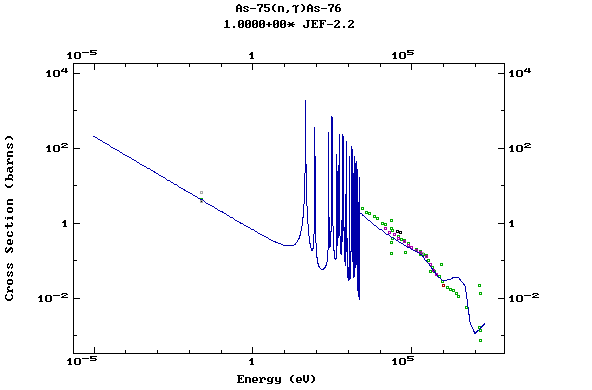 As-75(n,γ)As-76
1.0000+00* JEF-2.2
10⁻⁵ 1 10⁵
10⁴ 10⁴
10² 10²
1 1
10⁻² 10⁻²
10⁻⁵ 1 10⁵
Cross Section (barns)
Energy (eV)